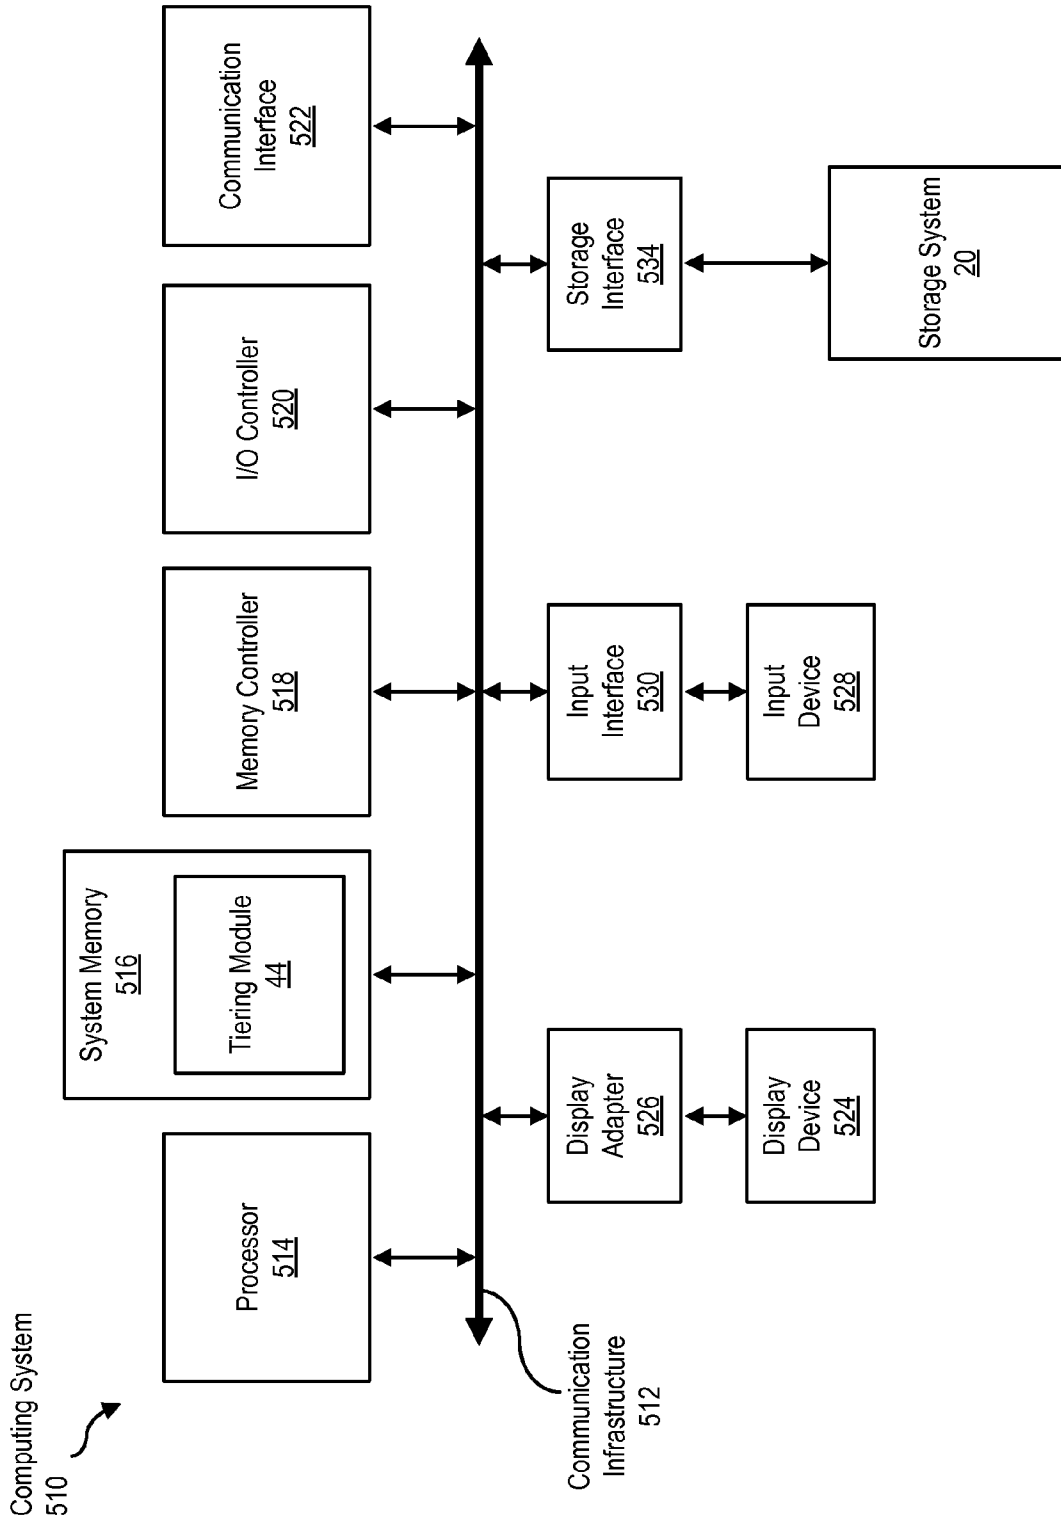 Computing System
510
Processor
514
System Memory
516
Tiering Module
44
Memory Controller
518
I/O Controller
520
Communication
Interface
522
Communication
Infrastructure
512
Display
Adapter
526
Input
Interface
530
Storage
Interface
534
Display
Device
524
Input
Device
528
Storage System
20